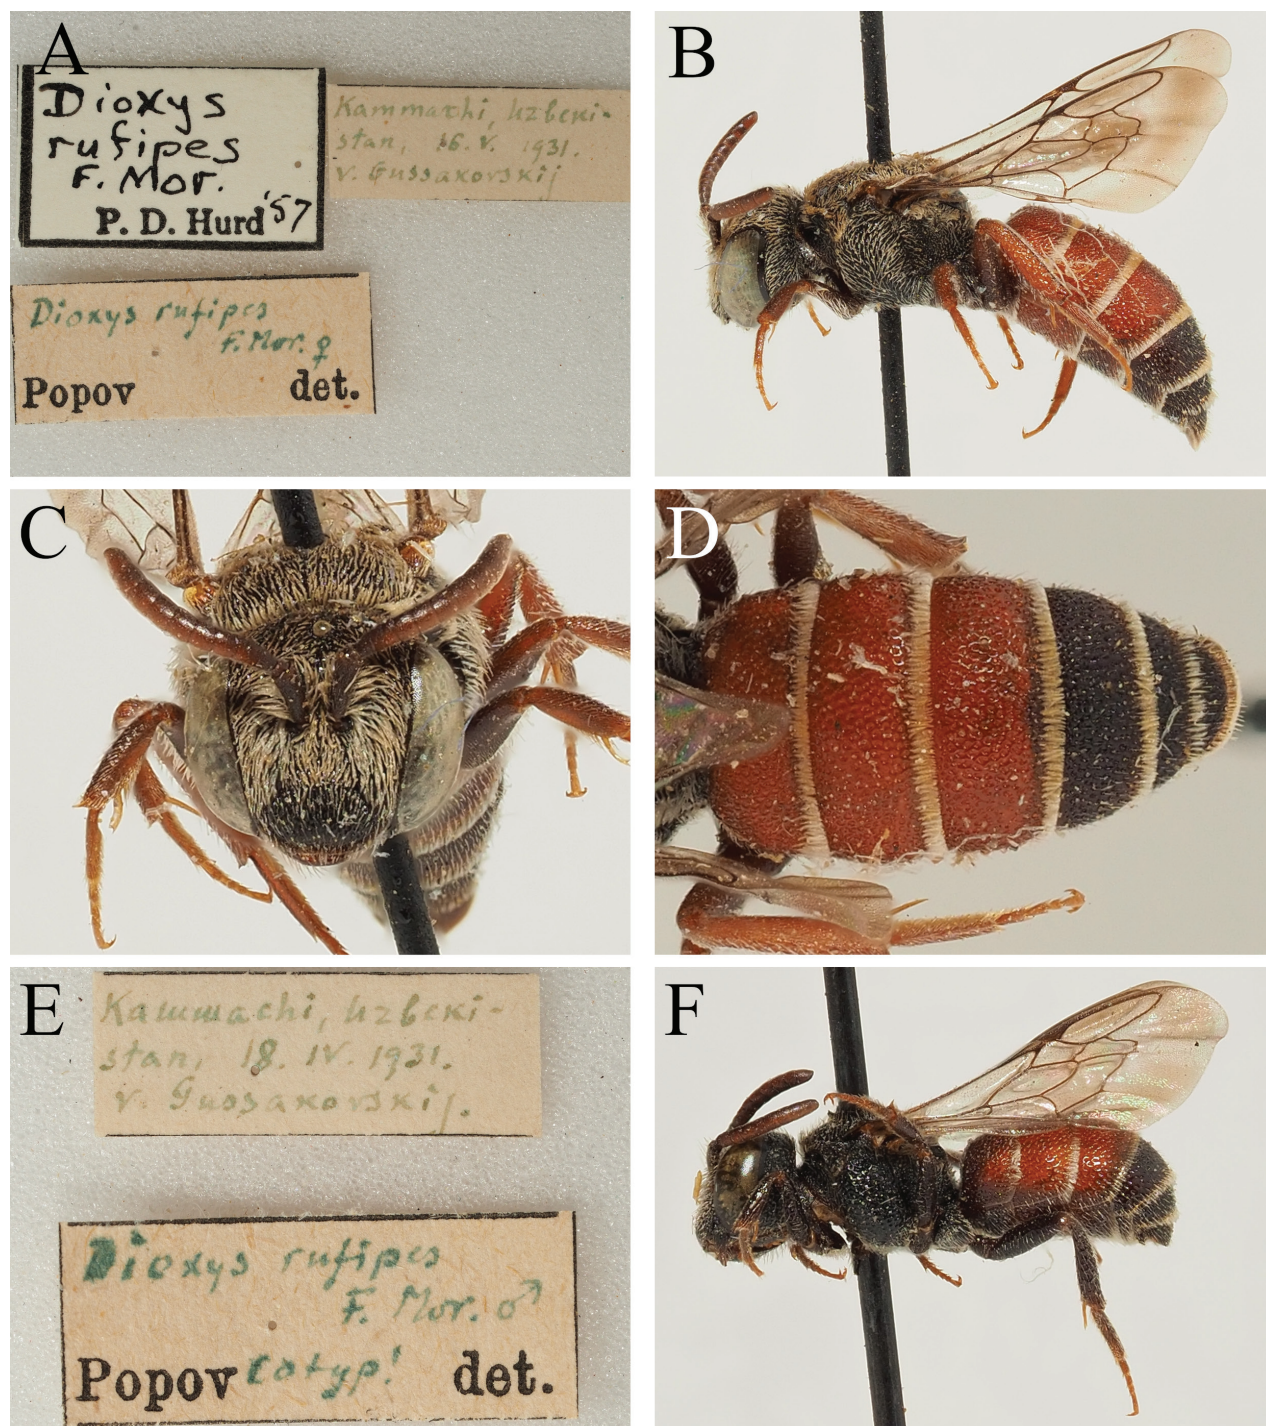 A
Dioxys
rufipes
F. Mor.
P. D. Hurd '57
Kammachi, Uzbeki-
stan, 16. V. 1931.
V. Gussakovskij
Dioxys rufipes
F. Mor. ♀
Popov det.
B
C
D
E
Kammachi, Uzbeki-
stan, 18. IV. 1931.
V. Gussakovskij.
Dioxys rufipes
F. Mor. ♂
Popov Cotyp! det.
F